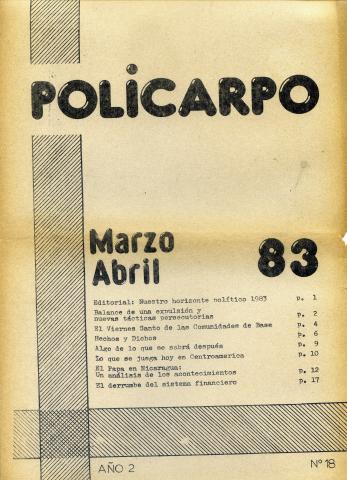 POLICARPO
Marzo 83
Abril
Editorial: Nuestro horizonte político 1983 p. 1
Balance de una expulsión y
nuevas tácticas persecutorias p. 2
El Viernes Santo de las Comunidades de Base p. 4
Hechos y Dichos p. 6
Algo de lo que se sabrá después p. 9
Lo que se juega hoy en Centroamerica p. 10
El Papa en Nicaragua:
Un análisis de los acontecimientos p. 12
El derrumbe del sistema financiero p. 17
AÑO 2 Nº 18